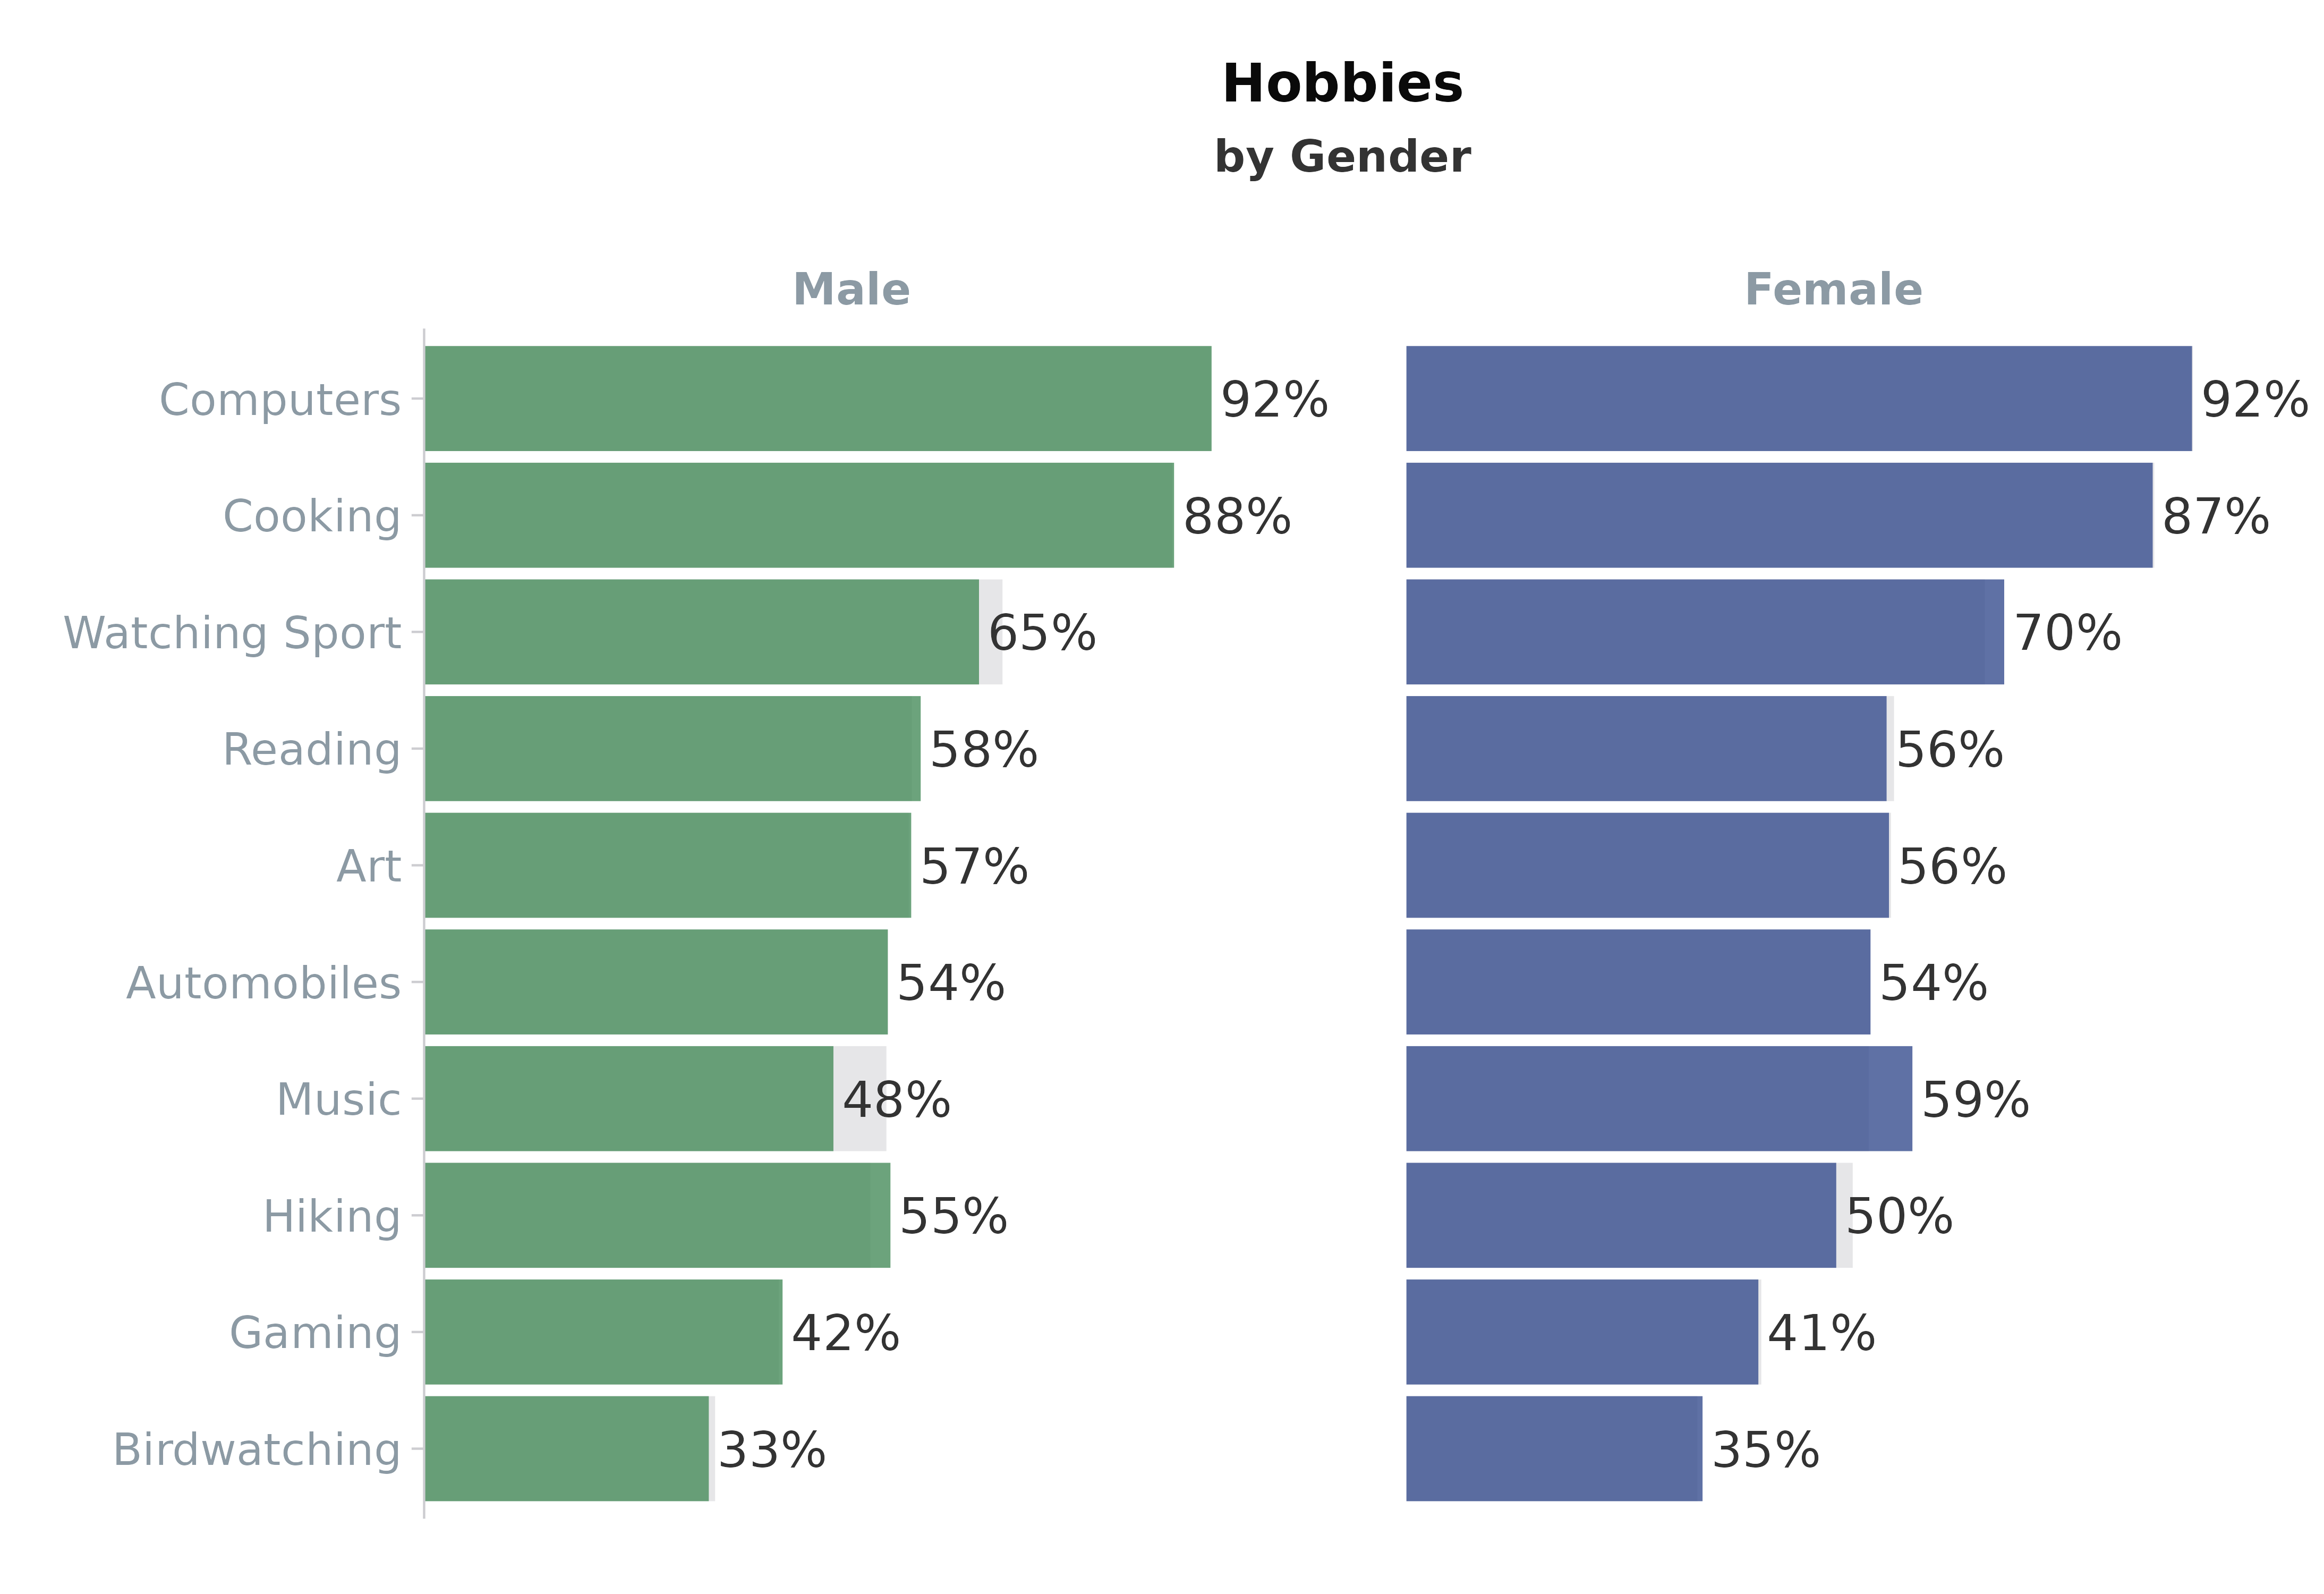 Hobbies
by Gender
Male Female
Computers 92% 92%
Cooking 88% 87%
Watching Sport 65% 70%
Reading 58% 56%
Art 57% 56%
Automobiles 54% 54%
Music 48% 59%
Hiking 55% 50%
Gaming 42% 41%
Birdwatching 33% 35%